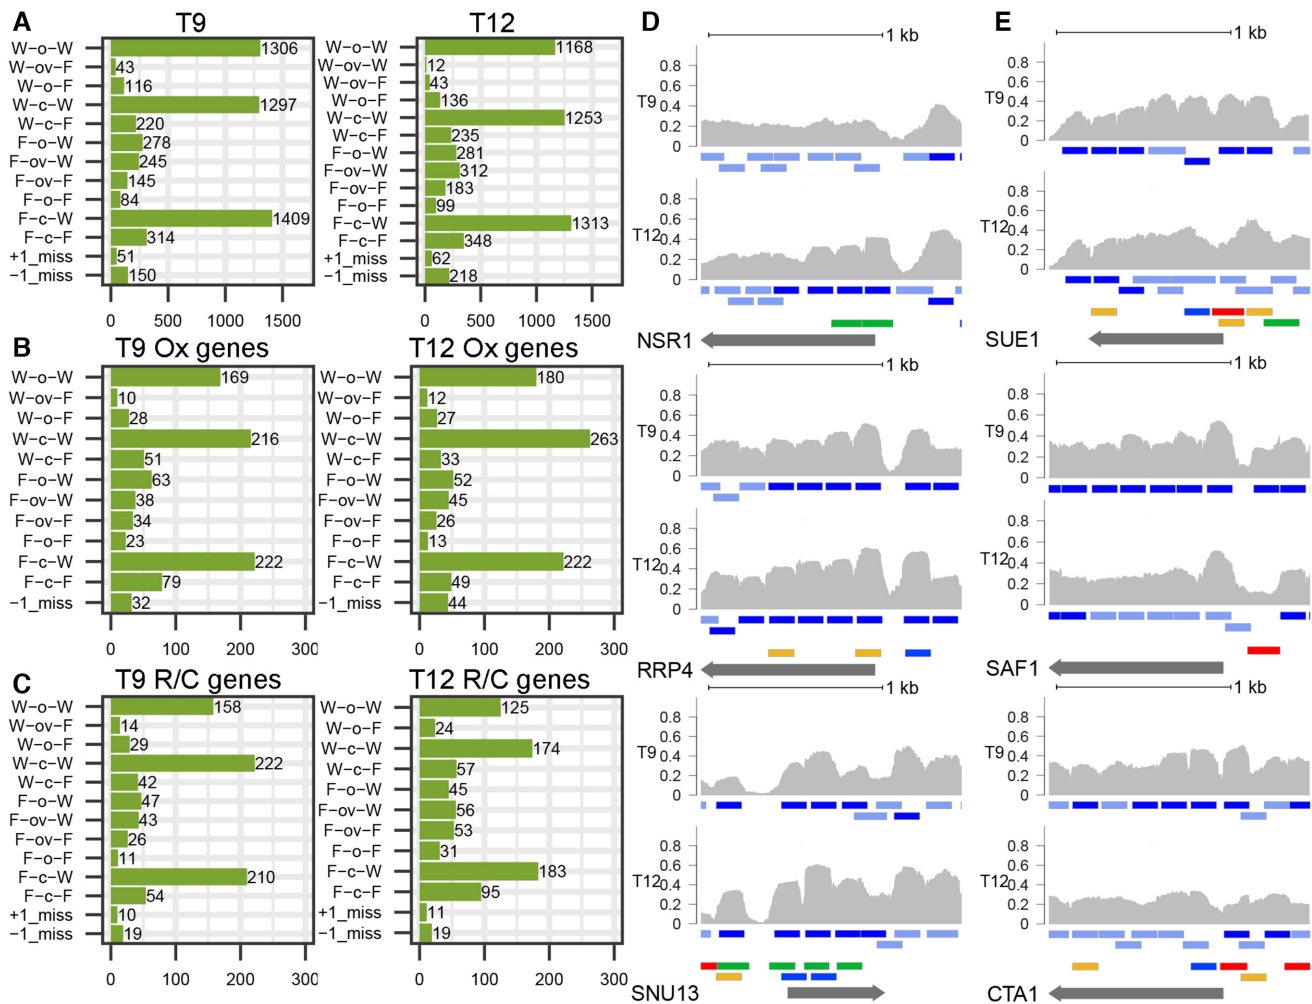 A
T9
W-o-W 1306
W-ov-F 43
W-o-F 116
W-c-W 1297
W-c-F 220
F-o-W 278
F-ov-W 245
F-ov-F 145
F-o-F 84
F-c-W 1409
F-c-F 314
+1_miss 51
-1_miss 150
0 500 1000 1500
T12
W-o-W 1168
W-ov-W 12
W-ov-F 43
W-o-F 136
W-c-W 1253
W-c-F 235
F-o-W 281
F-ov-W 312
F-ov-F 183
F-o-F 99
F-c-W 1313
F-c-F 348
+1_miss 62
-1_miss 218
0 500 1000 1500
B
T9 Ox genes
W-o-W 169
W-ov-F 10
W-o-F 28
W-c-W 216
W-c-F 51
F-o-W 63
F-ov-W 38
F-ov-F 34
F-o-F 23
F-c-W 222
F-c-F 79
-1_miss 32
0 100 200 300
T12 Ox genes
W-o-W 180
W-ov-F 12
W-o-F 27
W-c-W 263
W-c-F 33
F-o-W 52
F-ov-W 45
F-ov-F 26
F-o-F 13
F-c-W 222
F-c-F 49
-1_miss 44
0 100 200 300
C
T9 R/C genes
W-o-W 158
W-ov-F 14
W-o-F 29
W-c-W 222
W-c-F 42
F-o-W 47
F-ov-W 43
F-ov-F 26
F-o-F 11
F-c-W 210
F-c-F 54
+1_miss 10
-1_miss 19
0 100 200 300
T12 R/C genes
W-o-W 125
W-o-F 24
W-c-W 174
W-c-F 57
F-o-W 45
F-ov-W 56
F-ov-F 53
F-o-F 31
F-c-W 183
F-c-F 95
+1_miss 11
-1_miss 19
0 100 200 300
D
1 kb
T9
0.8
0.6
0.4
0.2
0
T12
0.8
0.6
0.4
0.2
0
NSR1
1 kb
T9
0.8
0.6
0.4
0.2
0
T12
0.8
0.6
0.4
0.2
0
RRP4
1 kb
T9
0.8
0.6
0.4
0.2
0
T12
0.8
0.6
0.4
0.2
0
SNU13
E
1 kb
T9
0.8
0.6
0.4
0.2
0
T12
0.8
0.6
0.4
0.2
0
SUE1
1 kb
T9
0.8
0.6
0.4
0.2
0
T12
0.8
0.6
0.4
0.2
0
SAF1
1 kb
T9
0.8
0.6
0.4
0.2
0
T12
0.8
0.6
0.4
0.2
0
CTA1